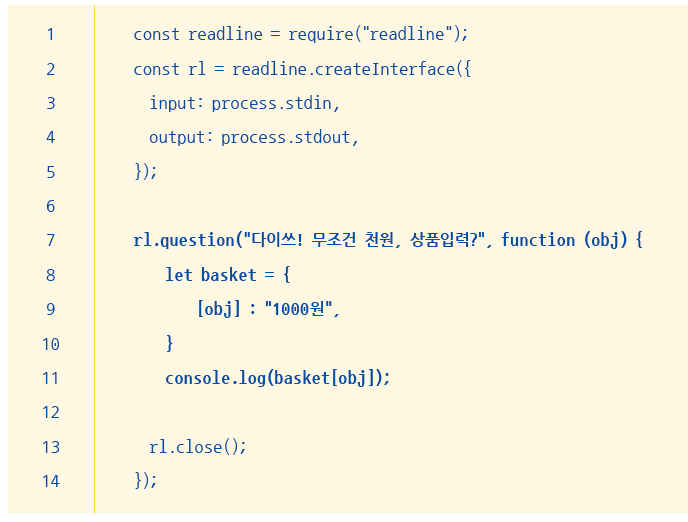 1 const readline = require("readline");
2 const rl = readline.createInterface({
3 input: process.stdin,
4 output: process.stdout,
5 });
6
7 rl.question("다이쓰! 무조건 천원, 상품입력?", function (obj) {
8 let basket = {
9 [obj] : "1000원",
10 }
11 console.log(basket[obj]);
12
13 rl.close();
14 });